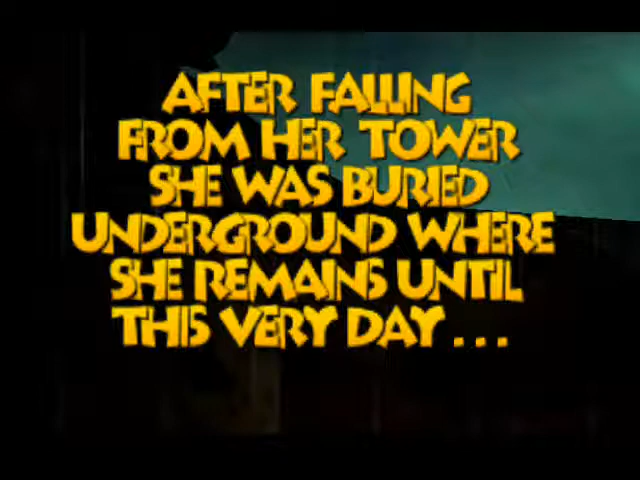 AFTER FALLING
FROM HER TOWER
SHE WAS BURIED
UNDERGROUND WHERE
SHE REMAINS UNTIL
THIS VERY DAY . . .